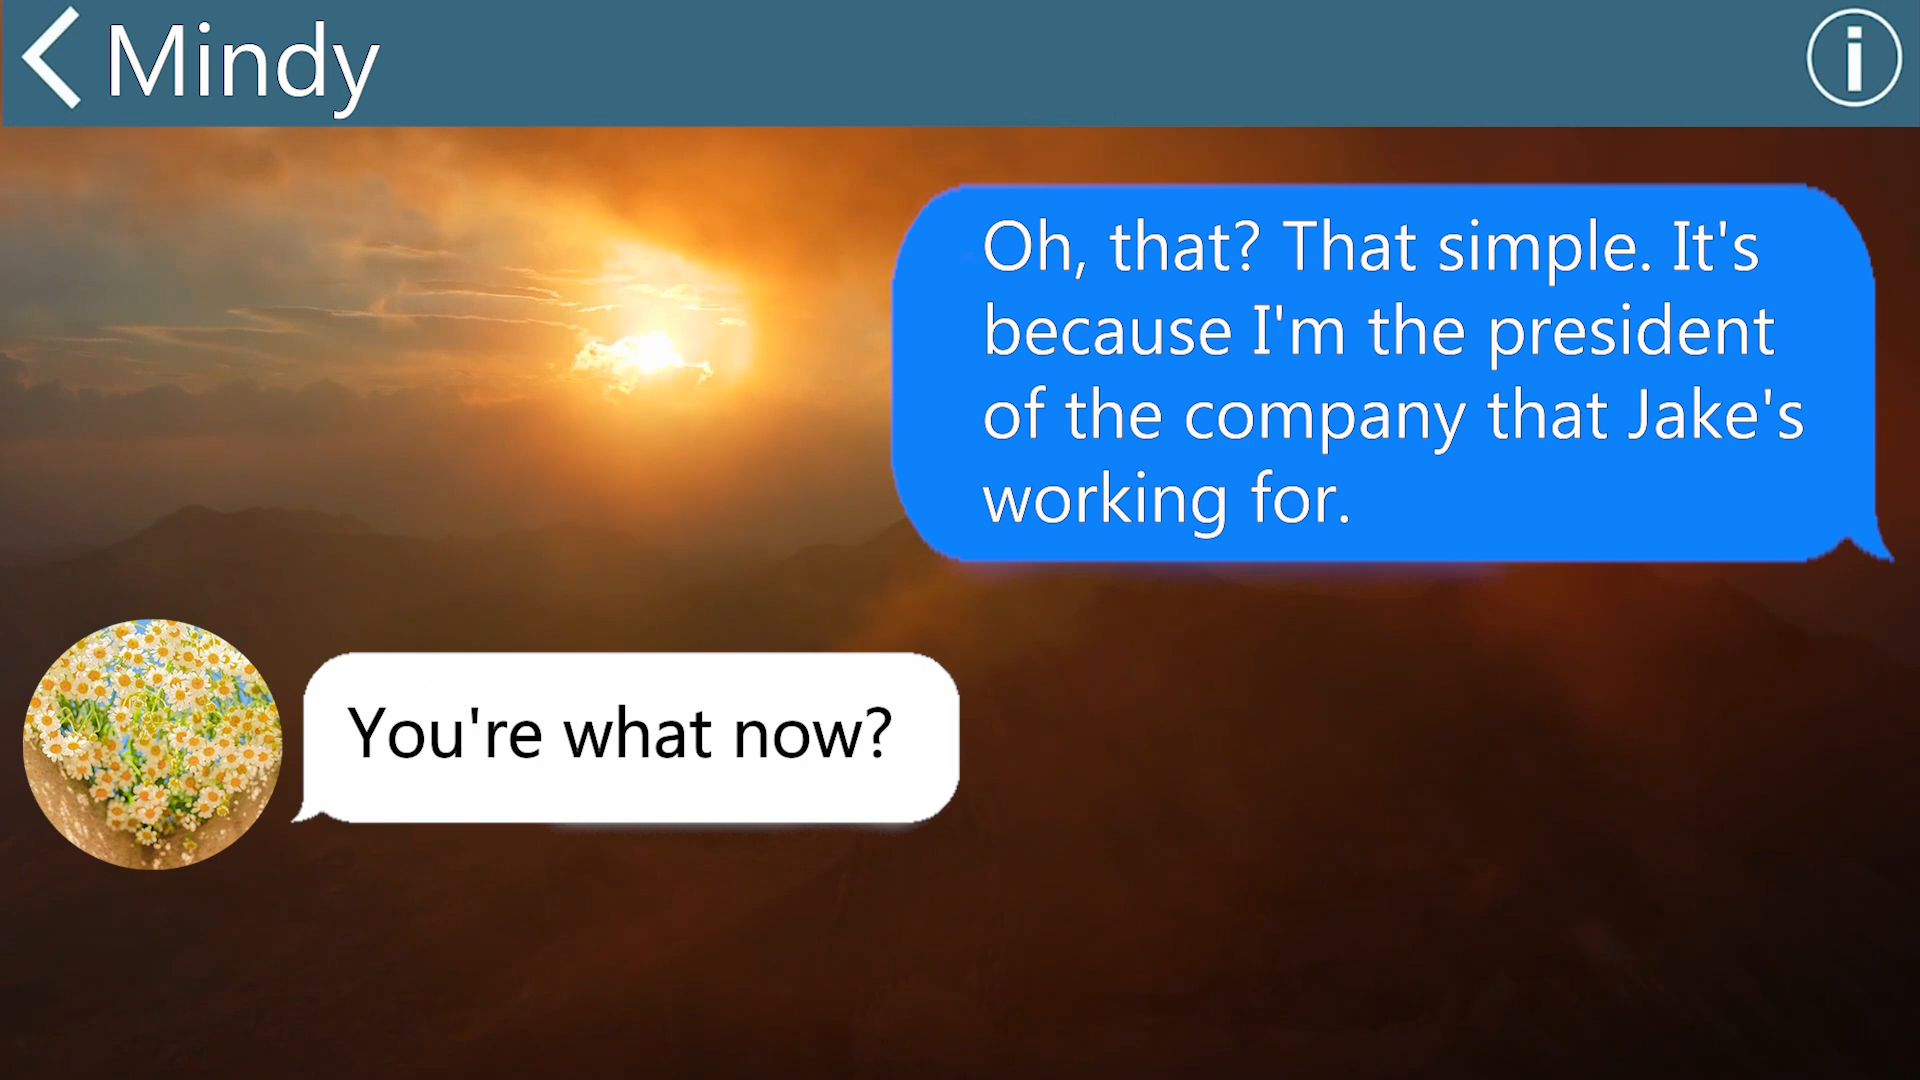 Mindy
Oh, that? That simple. It's
because I'm the president
of the company that Jake's
working for.
You're what now?